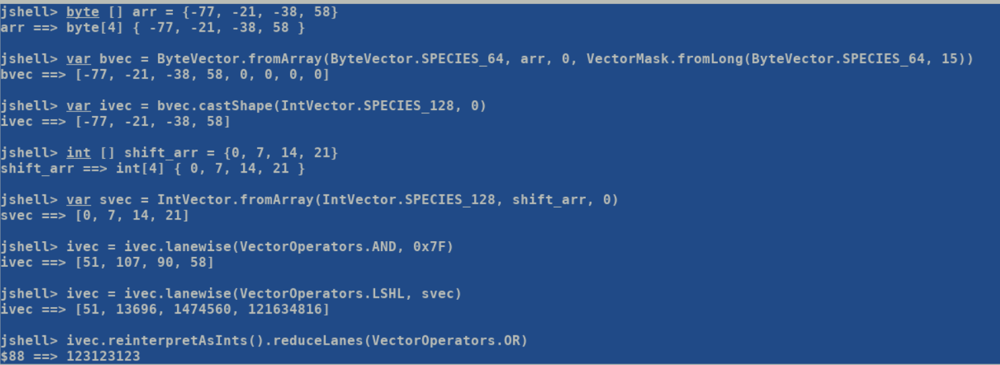 jshell> byte [] arr = {-77, -21, -38, 58}
arr ==> byte[4] { -77, -21, -38, 58 }
jshell> var bvec = ByteVector.fromArray(ByteVector.SPECIES_64, arr, 0, VectorMask.fromLong(ByteVector.SPECIES_64, 15))
bvec ==> [-77, -21, -38, 58, 0, 0, 0, 0]
jshell> var ivec = bvec.castShape(IntVector.SPECIES_128, 0)
ivec ==> [-77, -21, -38, 58]
jshell> int [] shift_arr = {0, 7, 14, 21}
shift_arr ==> int[4] { 0, 7, 14, 21 }
jshell> var svec = IntVector.fromArray(IntVector.SPECIES_128, shift_arr, 0)
svec ==> [0, 7, 14, 21]
jshell> ivec = ivec.lanewise(VectorOperators.AND, 0x7F)
ivec ==> [51, 107, 90, 58]
jshell> ivec = ivec.lanewise(VectorOperators.LSHL, svec)
ivec ==> [51, 13696, 1474560, 121634816]
jshell> ivec.reinterpretAsInts().reduceLanes(VectorOperators.OR)
$88 ==> 123123123